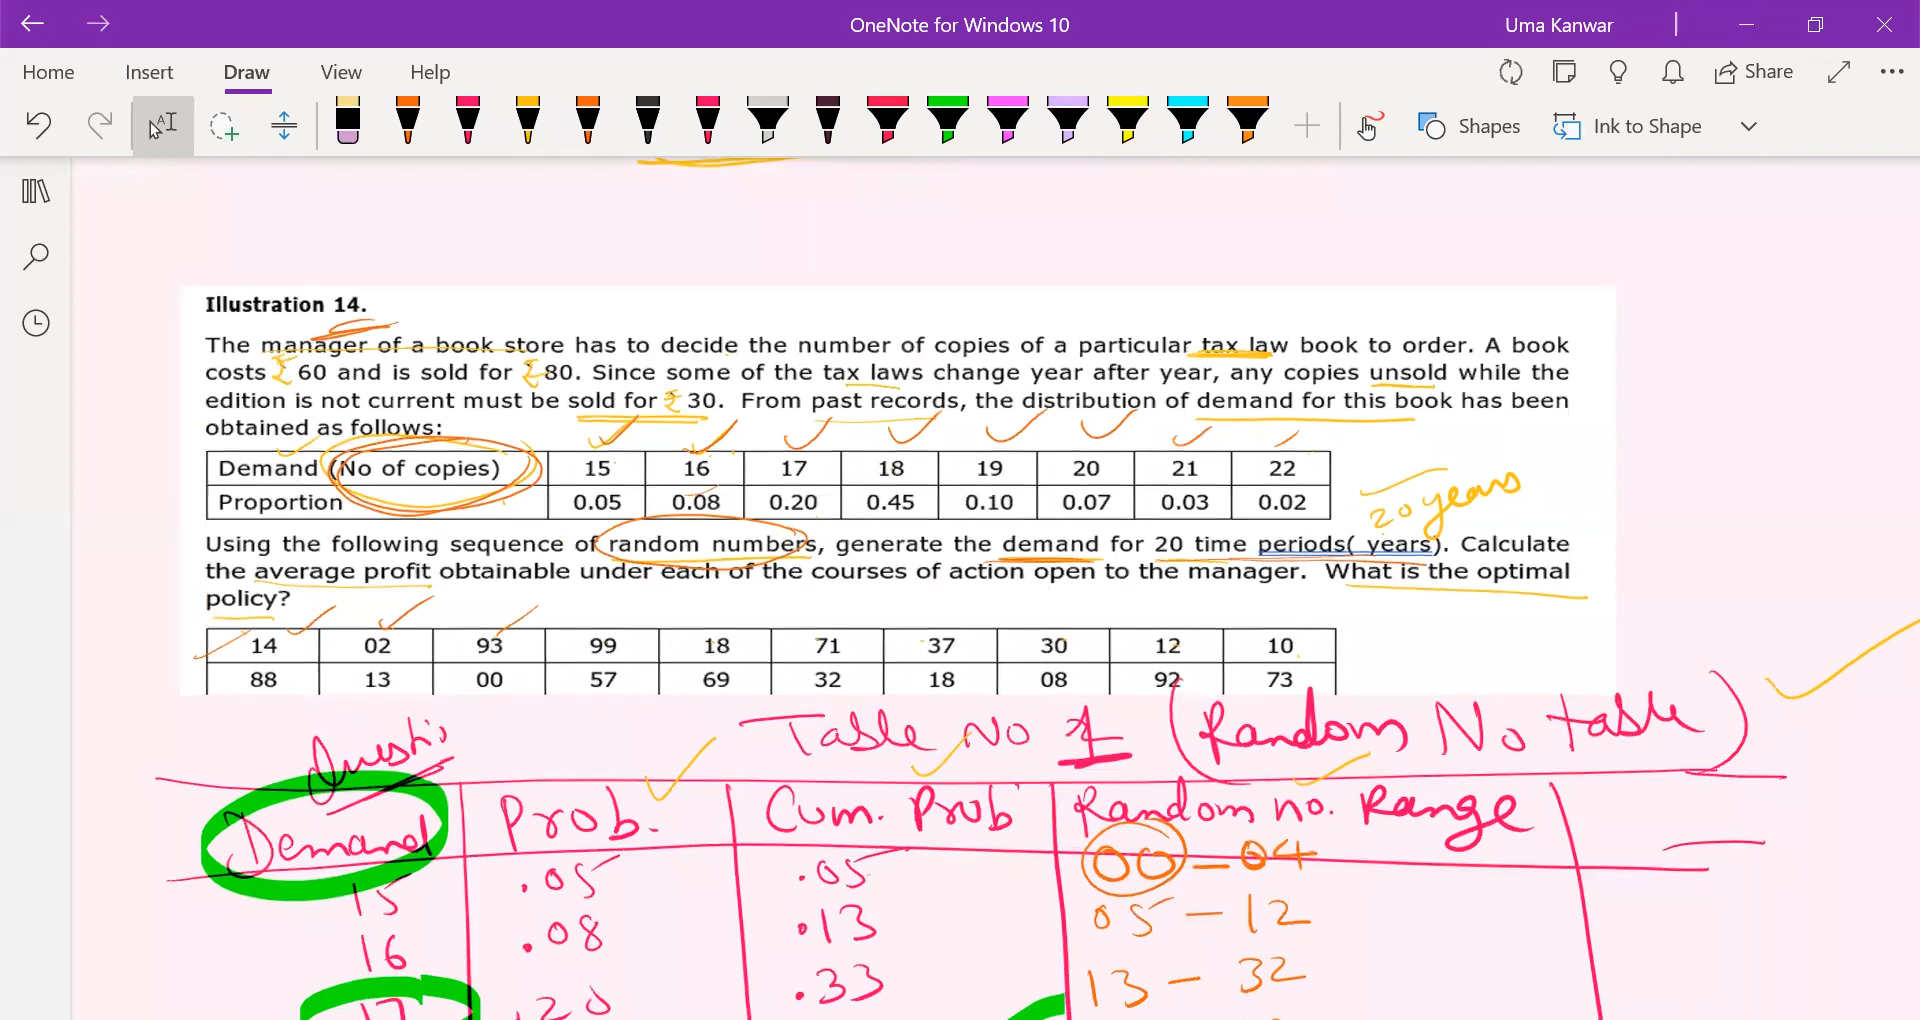 OneNote for Windows 10
Uma Kanwar
Home Insert Draw View Help
Share
Shapes
Ink to Shape
Illustration 14.
The manager of a book store has to decide the number of copies of a particular tax law book to order. A book
costs ₹ 60 and is sold for ₹ 80. Since some of the tax laws change year after year, any copies unsold while the
edition is not current must be sold for ₹ 30. From past records, the distribution of demand for this book has been
obtained as follows:
Demand (No of copies) 15 16 17 18 19 20 21 22
Proportion 0.05 0.08 0.20 0.45 0.10 0.07 0.03 0.02
20 years
Using the following sequence of random numbers, generate the demand for 20 time periods( years). Calculate
the average profit obtainable under each of the courses of action open to the manager. What is the optimal
policy?
14 02 93 99 18 71 37 30 12 10
88 13 00 57 69 32 18 08 92 73
Table No 1 (Random No table)
Demand Prob. Cum. Prob Random no. Range
15 .05 .05 00 - 04
16 .08 .13 05 - 12
17 .20 .33 13 - 32